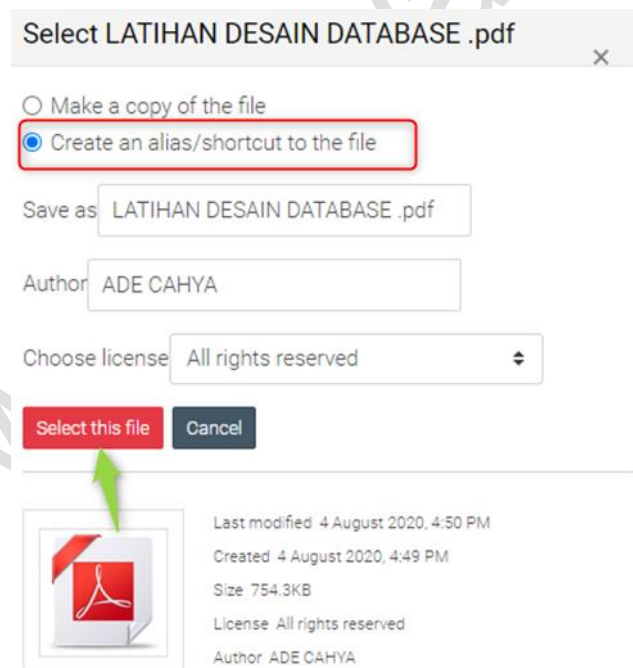 Select LATIHAN DESAIN DATABASE .pdf
×
Make a copy of the file
Create an alias/shortcut to the file
Save as LATIHAN DESAIN DATABASE .pdf
Author ADE CAHYA
Choose license All rights reserved
Select this file Cancel
Last modified 4 August 2020, 4:50 PM
Created 4 August 2020, 4:49 PM
Size 754.3KB
License All rights reserved
Author ADE CAHYA